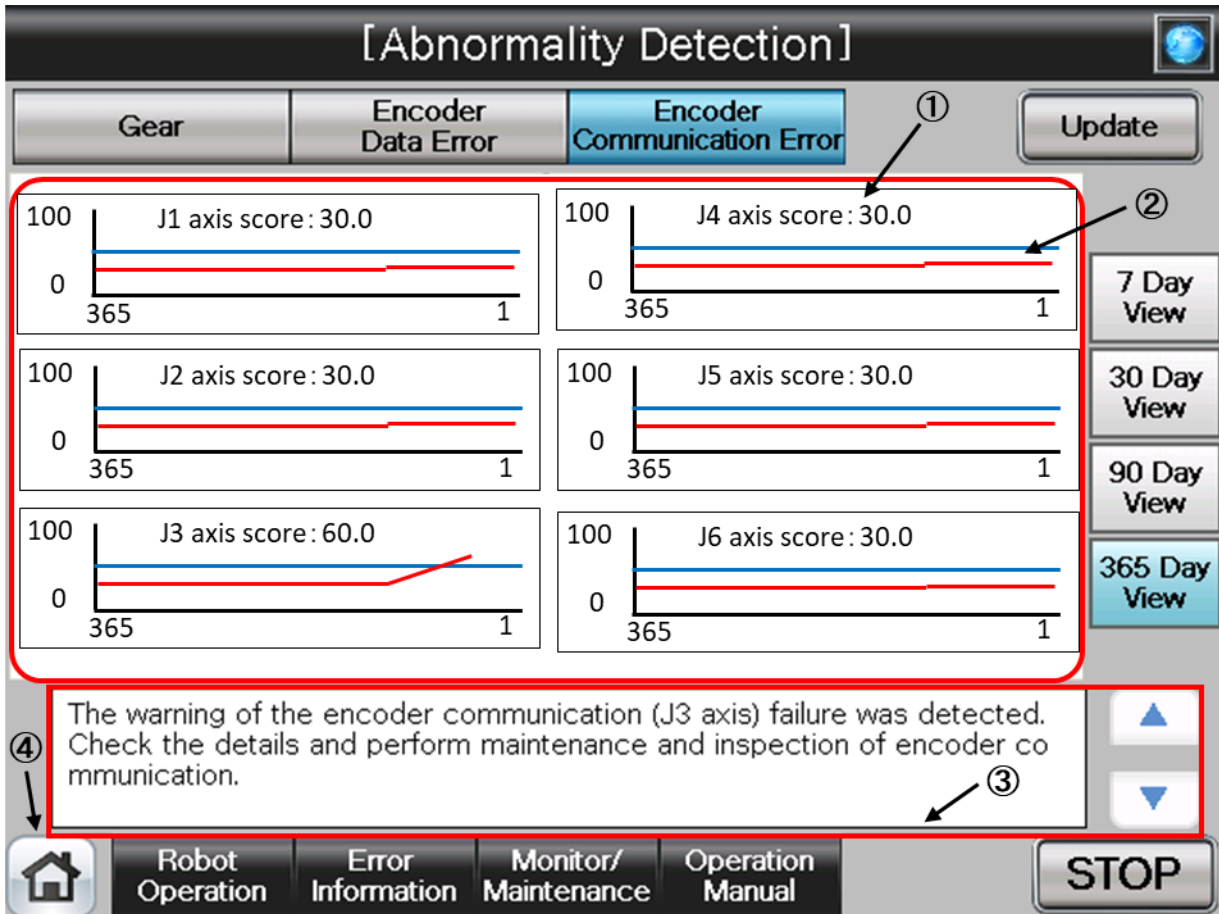 [Abnormality Detection]
Gear
Encoder
Data Error
Encoder
Communication Error
①
Update
②
100
J1 axis score:30.0
0
365
1
100
J4 axis score:30.0
0
365
1
7 Day
View
100
J2 axis score:30.0
0
365
1
100
J5 axis score:30.0
0
365
1
30 Day
View
90 Day
View
100
J3 axis score:60.0
0
365
1
100
J6 axis score:30.0
0
365
1
365 Day
View
The warning of the encoder communication (J3 axis) failure was detected.
Check the details and perform maintenance and inspection of encoder co
mmunication.
④
③
Robot
Operation
Error
Information
Monitor/
Maintenance
Operation
Manual
STOP